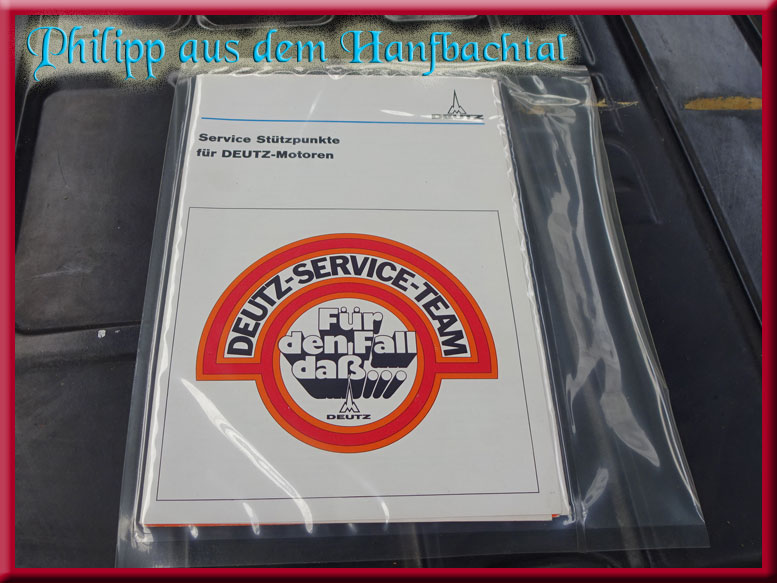 Philipp aus dem Hanfbachtal
DEUTZ
Service Stützpunkte
für DEUTZ-Motoren
DEUTZ-SERVICE-TEAM
Für
den Fall
daß....
DEUTZ